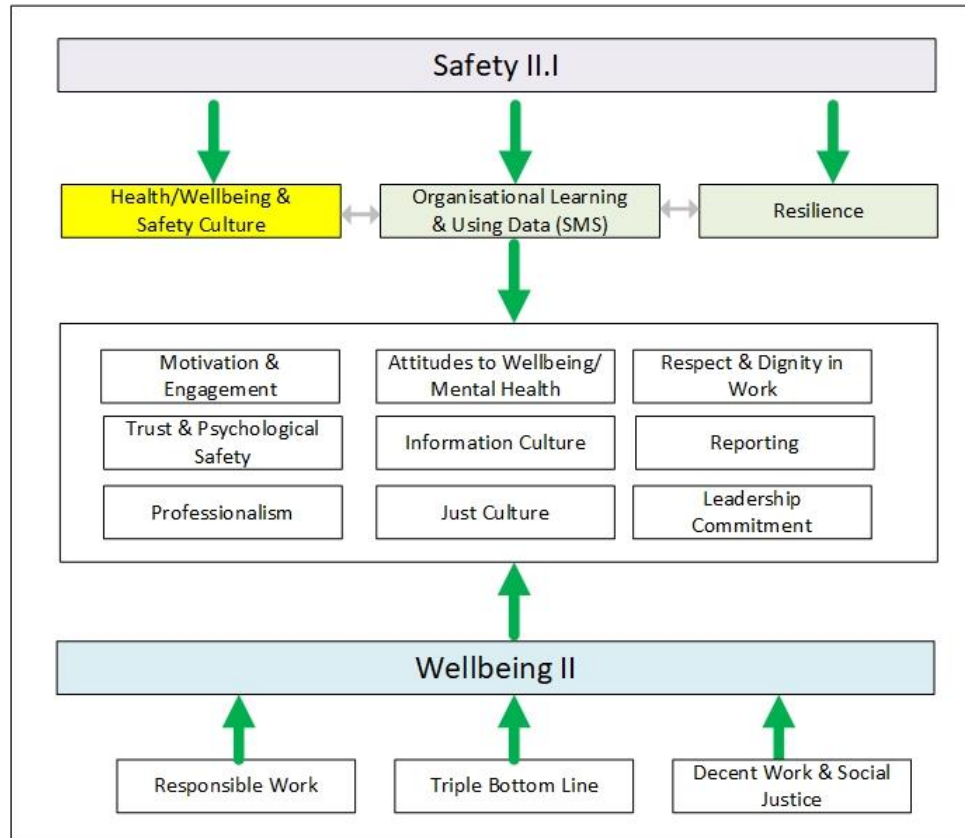 Safety II.I
Health/Wellbeing &
Safety Culture
Organisational Learning
& Using Data (SMS)
Resilience
Motivation &
Engagement
Attitudes to Wellbeing/
Mental Health
Respect & Dignity in
Work
Trust & Psychological
Safety
Information Culture
Reporting
Professionalism
Just Culture
Leadership
Commitment
Wellbeing II
Responsible Work
Triple Bottom Line
Decent Work & Social
Justice